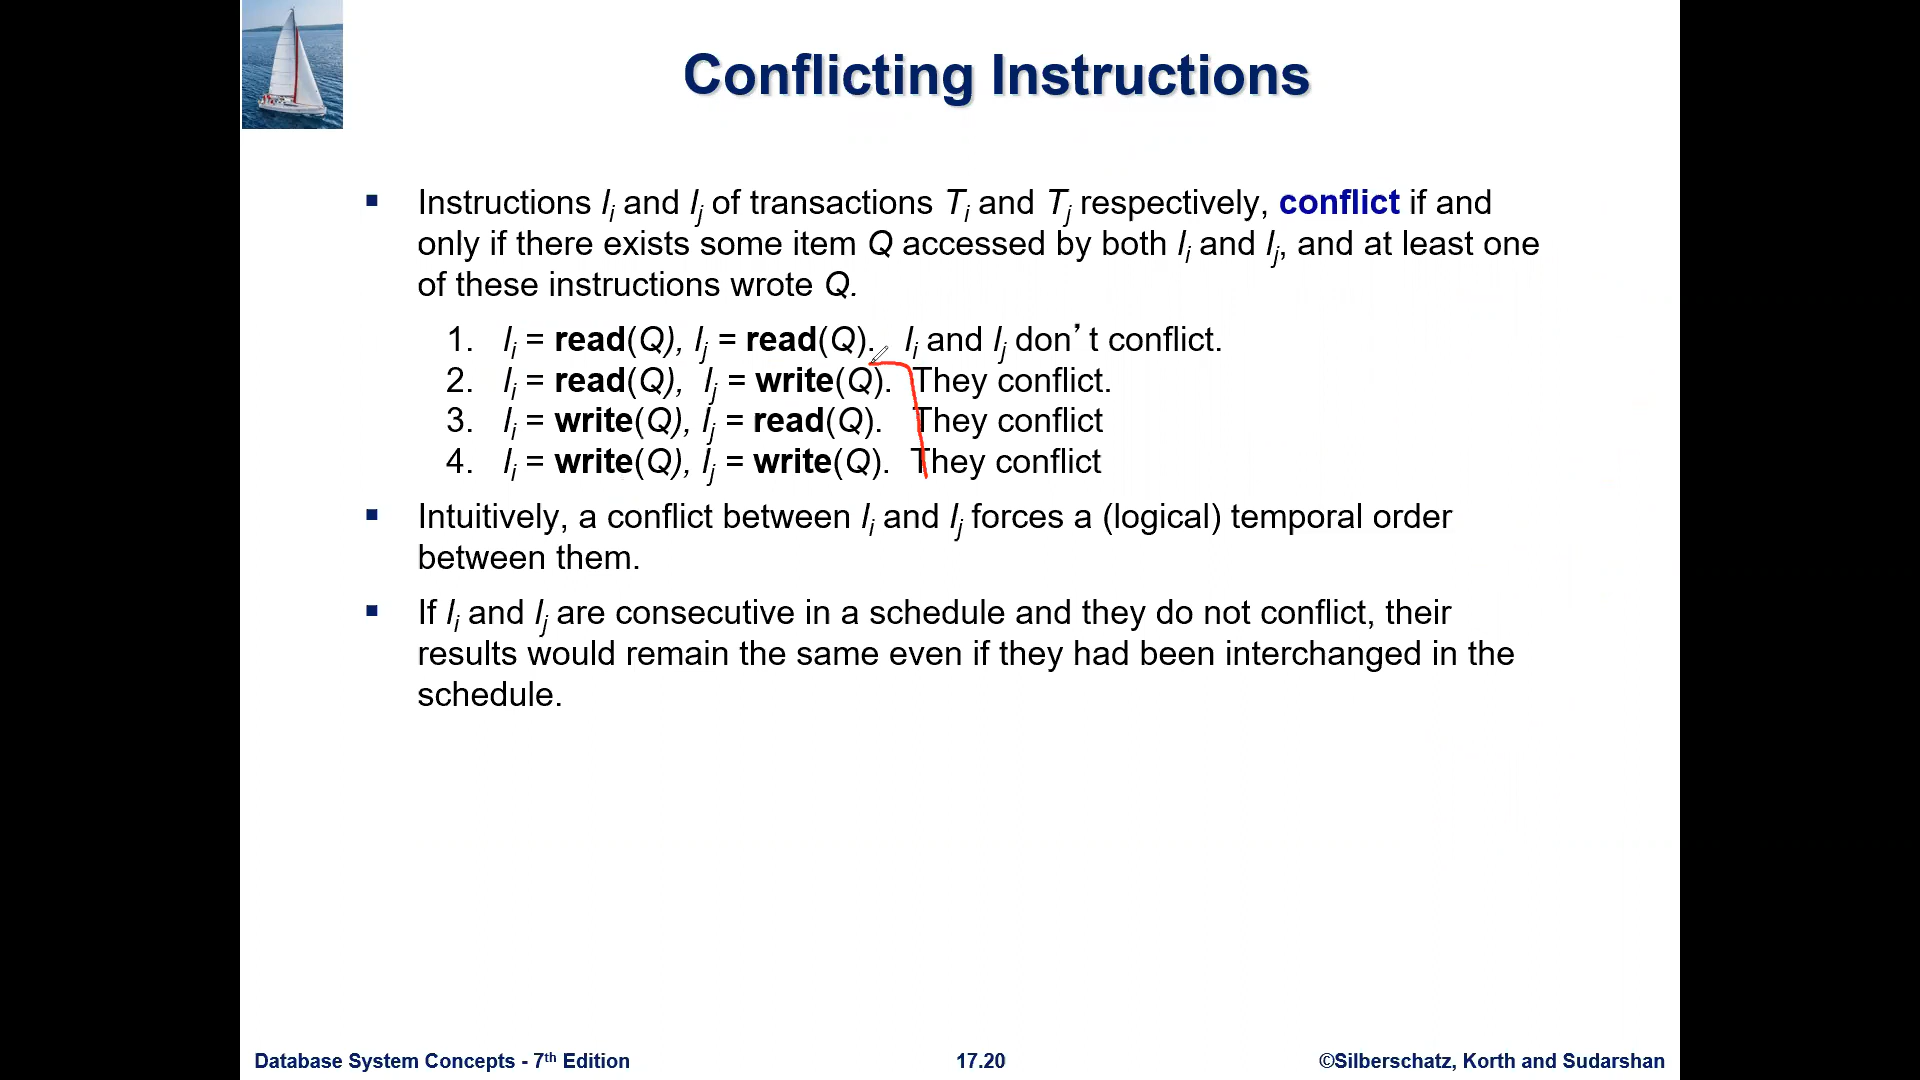 Conflicting Instructions
▪ Instructions Ii and Ij of transactions Ti and Tj respectively, conflict if and
only if there exists some item Q accessed by both Ii and Ij, and at least one
of these instructions wrote Q.
1. Ii = read(Q), Ij = read(Q). Ii and Ij don’t conflict.
2. Ii = read(Q), Ij = write(Q). They conflict.
3. Ii = write(Q), Ij = read(Q). They conflict
4. Ii = write(Q), Ij = write(Q). They conflict
▪ Intuitively, a conflict between Ii and Ij forces a (logical) temporal order
between them.
▪ If Ii and Ij are consecutive in a schedule and they do not conflict, their
results would remain the same even if they had been interchanged in the
schedule.
Database System Concepts - 7th Edition 17.20 ©Silberschatz, Korth and Sudarshan